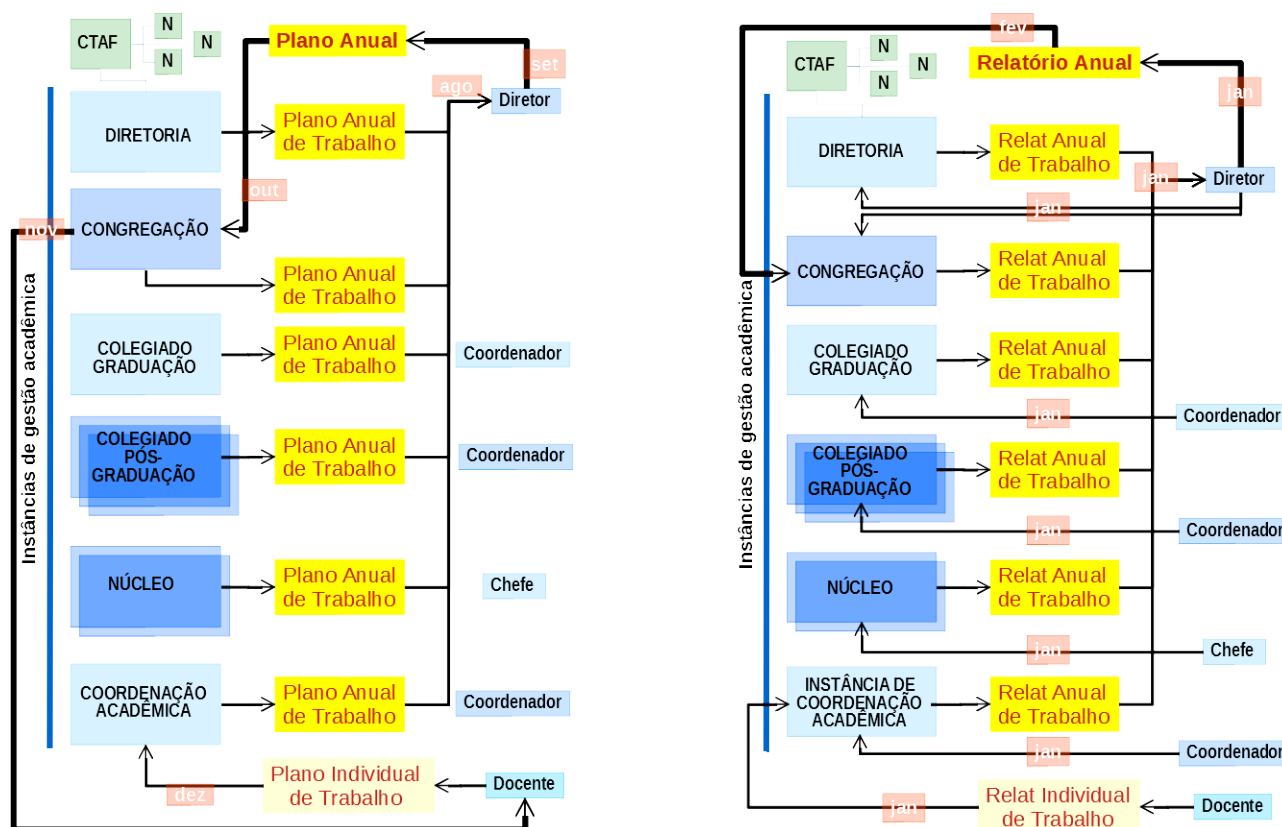 CTAF
N
N
N
Plano Anual
set
ago
Diretor
DIRETORIA
Plano Anual
de Trabalho
out
nov
CONGREGAÇÃO
Plano Anual
de Trabalho
COLEGIADO
GRADUAÇÃO
Plano Anual
de Trabalho
Coordenador
COLEGIADO
PÓS-
GRADUAÇÃO
Plano Anual
de Trabalho
Coordenador
NÚCLEO
Plano Anual
de Trabalho
Chefe
COORDENAÇÃO
ACADÊMICA
Plano Anual
de Trabalho
Coordenador
dez
Plano Individual
de Trabalho
Docente
Instâncias de gestão acadêmica
fev
CTAF
N
N
N
Relatório Anual
jan
DIRETORIA
Relat Anual
de Trabalho
jan
Diretor
jan
CONGREGAÇÃO
Relat Anual
de Trabalho
COLEGIADO
GRADUAÇÃO
Relat Anual
de Trabalho
jan
Coordenador
COLEGIADO
PÓS-
GRADUAÇÃO
Relat Anual
de Trabalho
jan
Coordenador
NÚCLEO
Relat Anual
de Trabalho
jan
Chefe
INSTÂNCIA DE
COORDENAÇÃO
ACADÊMICA
Relat Anual
de Trabalho
jan
Coordenador
jan
Relat Individual
de Trabalho
Docente
Instâncias de gestão acadêmica